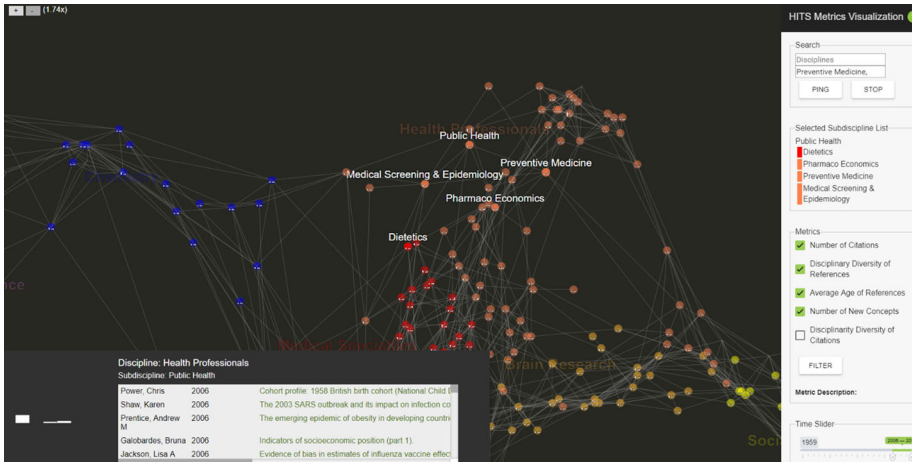 + - (1.74x)
Health Professionals
Public Health
Preventive Medicine
Medical Screening & Epidemiology
Pharmaco Economics
Dietetics
Brain Research
Discipline: Health Professionals
Subdiscipline: Public Health
Power, Chris 2006 Cohort profile: 1958 British birth cohort (National Child
Shaw, Karen 2006 The 2003 SARS outbreak and its impact on infection co
Prentice, Andrew M 2006 The emerging epidemic of obesity in developing countri
Galobardes, Bruna 2006 Indicators of socioeconomic position (part 1).
Jackson, Lisa A 2006 Evidence of bias in estimates of influenza vaccine effec
HITS Metrics Visualization
Search
Disciplines
Preventive Medicine,
PING STOP
Selected Subdiscipline List
Public Health
Dietetics
Pharmaco Economics
Preventive Medicine
Medical Screening &
Epidemiology
Metrics
Number of Citations
Disciplinary Diversity of
References
Average Age of References
Number of New Concepts
Disciplinarity Diversity of
Citations
FILTER
Metric Description:
Time Slider
1959